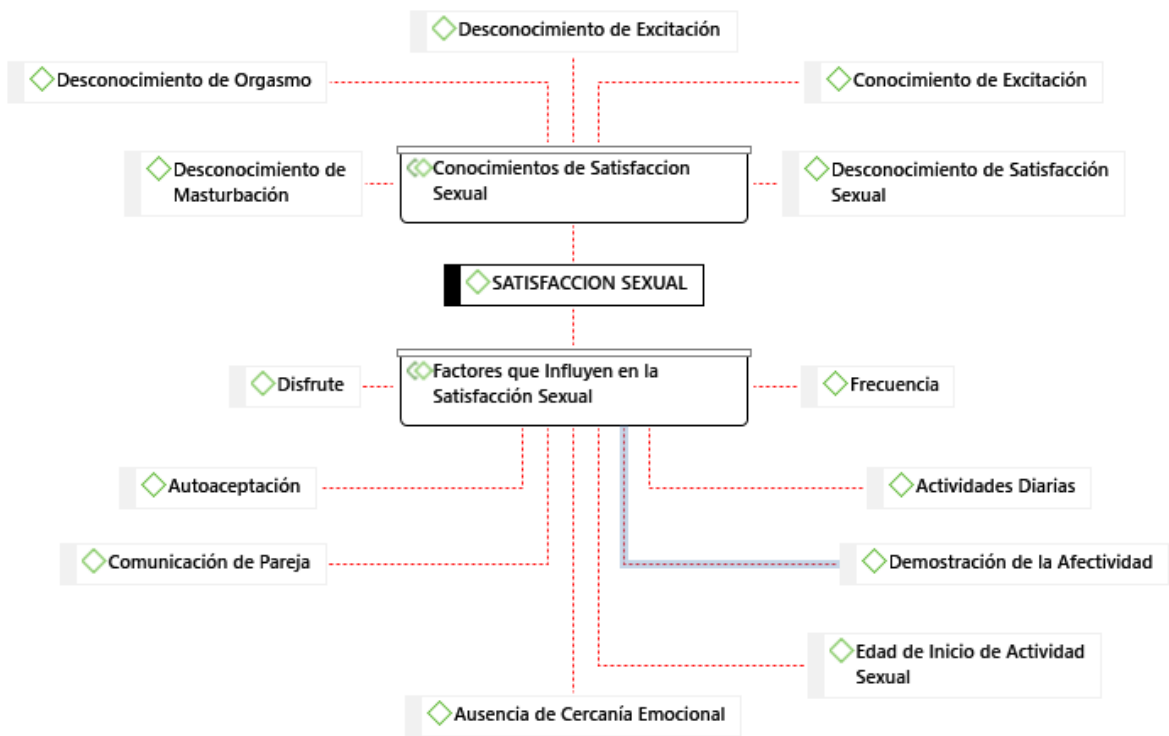 Desconocimiento de Excitación
Desconocimiento de Orgasmo
Conocimiento de Excitación
Desconocimiento de
Masturbación
Conocimientos de Satisfaccion
Sexual
Desconocimiento de Satisfacción
Sexual
SATISFACCION SEXUAL
Disfrute
Factores que Influyen en la
Satisfacción Sexual
Frecuencia
Autoaceptación
Actividades Diarias
Comunicación de Pareja
Demostración de la Afectividad
Edad de Inicio de Actividad
Sexual
Ausencia de Cercanía Emocional